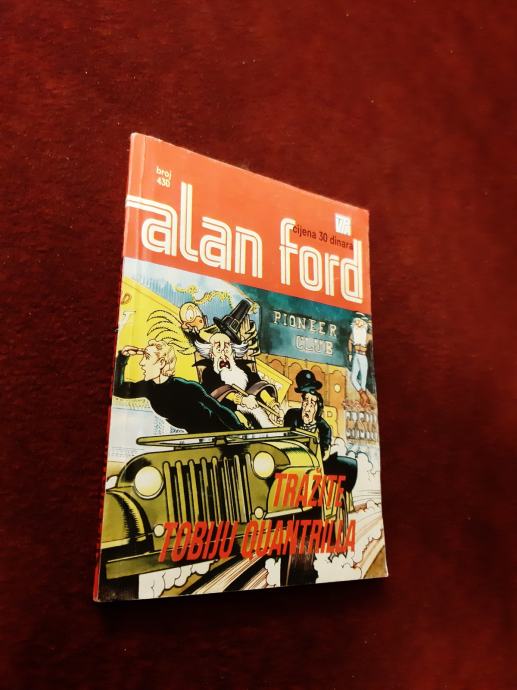 broj
430
alan ford
cijena 30 dinara
PIONEER
CLUB
TRAŽITE
TOBIJU QUANTRILLA